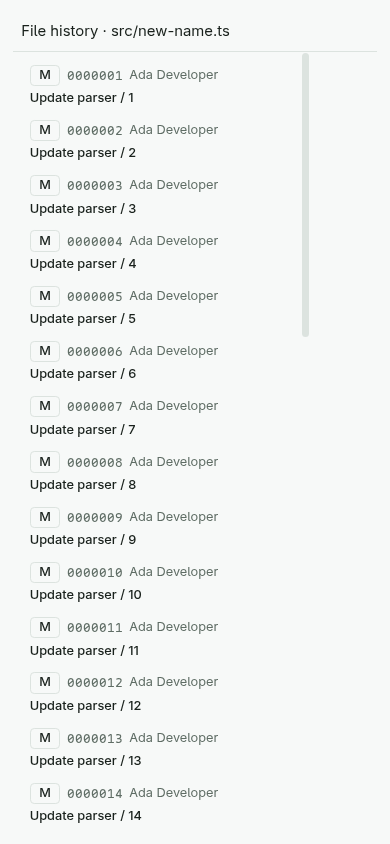 File history · src/new-name.ts
M 0000001 Ada Developer
Update parser / 1
M 0000002 Ada Developer
Update parser / 2
M 0000003 Ada Developer
Update parser / 3
M 0000004 Ada Developer
Update parser / 4
M 0000005 Ada Developer
Update parser / 5
M 0000006 Ada Developer
Update parser / 6
M 0000007 Ada Developer
Update parser / 7
M 0000008 Ada Developer
Update parser / 8
M 0000009 Ada Developer
Update parser / 9
M 0000010 Ada Developer
Update parser / 10
M 0000011 Ada Developer
Update parser / 11
M 0000012 Ada Developer
Update parser / 12
M 0000013 Ada Developer
Update parser / 13
M 0000014 Ada Developer
Update parser / 14